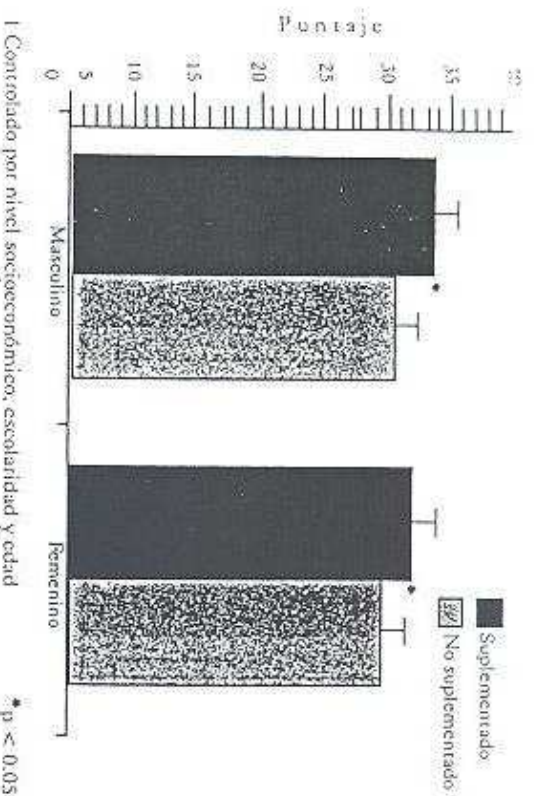 Puntaje
35
30
25
20
15
10
5
0
Suplementado
No suplementado
Masculino
Femenino
1 Controlado por nivel socioeconómico, escolaridad y edad
*p < 0.05